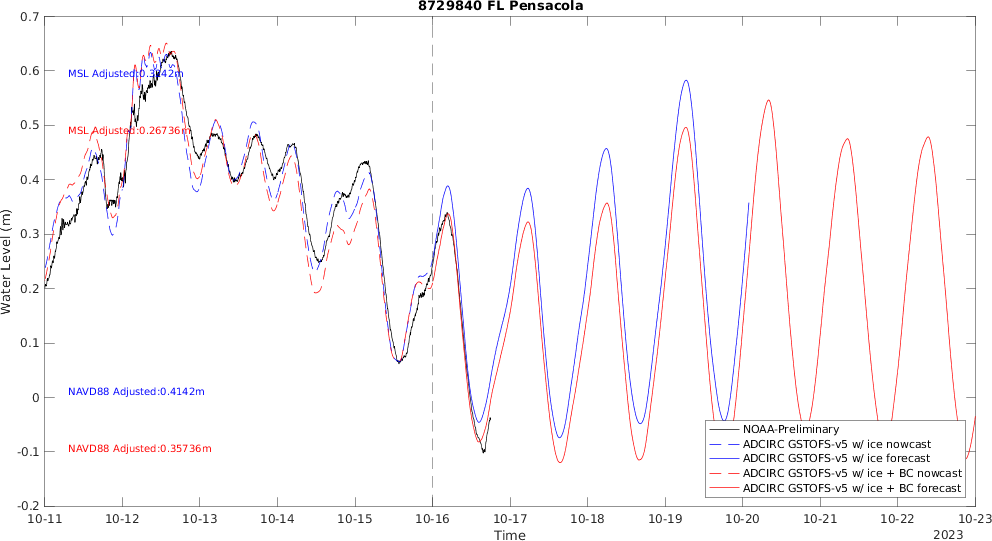 8729840 FL Pensacola
0.7
0.6
0.5
0.4
0.3
0.2
0.1
0
-0.1
-0.2
Water Level (m)
MSL Adjusted:0.3242m
MSL Adjusted:0.26736m
NAVD88 Adjusted:0.4142m
NAVD88 Adjusted:0.35736m
NOAA-Preliminary
ADCIRC GSTOFS-v5 w/ ice nowcast
ADCIRC GSTOFS-v5 w/ ice forecast
ADCIRC GSTOFS-v5 w/ ice + BC nowcast
ADCIRC GSTOFS-v5 w/ ice + BC forecast
10-11 10-12 10-13 10-14 10-15 10-16 10-17 10-18 10-19 10-20 10-21 10-22 10-23
Time
2023